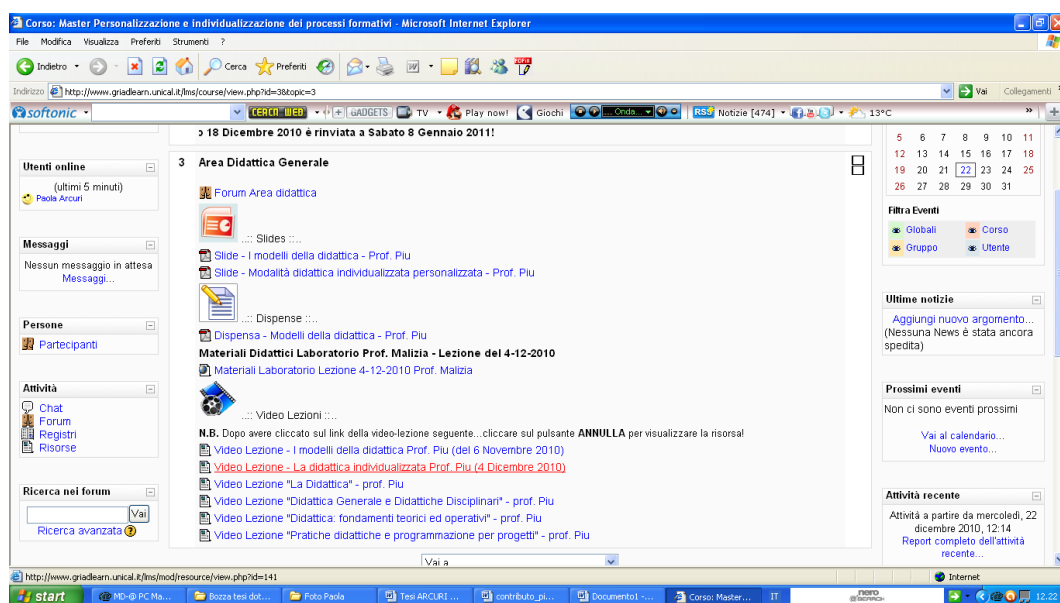 Corso: Master Personalizzazione e individualizzazione dei processi formativi - Microsoft Internet Explorer
File Modifica Visualizza Preferiti Strumenti ?
Indietro Cerca Preferiti
Indirizzo http://www.griadlearn.unical.it/lms/course/view.php?id=3&topic=3 Vai Collegamenti
softonic CERCA WEB GADGETS TV Play now! Giochi Onda... RSS Notizie [474] 13°C
o 18 Dicembre 2010 è rinviata a Sabato 8 Gennaio 2011!
Utenti online
(ultimi 5 minuti)
Paola Arcuri
Messaggi
Nessun messaggio in attesa
Messaggi...
Persone
Partecipanti
Attività
Chat
Forum
Registri
Risorse
Ricerca nei forum
Vai
Ricerca avanzata ?
3 Area Didattica Generale
Forum Area didattica
..:: Slides ::..
Slide - I modelli della didattica - Prof. Piu
Slide - Modalità didattica individualizzata personalizzata - Prof. Piu
..:: Dispense ::..
Dispensa - Modelli della didattica - Prof. Piu
Materiali Didattici Laboratorio Prof. Malizia - Lezione del 4-12-2010
Materiali Laboratorio Lezione 4-12-2010 Prof. Malizia
..:: Video Lezioni ::..
N.B. Dopo avere cliccato sul link della video-lezione seguente...cliccare sul pulsante ANNULLA per visualizzare la risorsa!
Video Lezione - I modelli della didattica Prof. Piu (del 6 Novembre 2010)
Video Lezione - La didattica individualizzata Prof. Piu (4 Dicembre 2010)
Video Lezione "La Didattica" - prof. Piu
Video Lezione "Didattica Generale e Didattiche Disciplinari" - prof. Piu
Video Lezione "Didattica: fondamenti teorici ed operativi" - prof. Piu
Video Lezione "Pratiche didattiche e programmazione per progetti" - prof. Piu
Vai a
5 6 7 8 9 10 11
12 13 14 15 16 17 18
19 20 21 22 23 24 25
26 27 28 29 30 31
Filtra Eventi
Globali Corso
Gruppo Utente
Ultime notizie
Aggiungi nuovo argomento...
(Nessuna News è stata ancora
spedita)
Prossimi eventi
Non ci sono eventi prossimi
Vai al calendario...
Nuovo evento...
Attività recente
Attività a partire da mercoledì, 22
dicembre 2010, 12:14
Report completo dell'attività
recente...
http://www.griadlearn.unical.it/lms/mod/resource/view.php?id=141 Internet
start MD-@ PC Ma... Bozza tesi dot... Foto Paola Tesi ARCURI ... contributo_pi... Documento1 -... Corso: Master... IT nero SEARCH 12.22